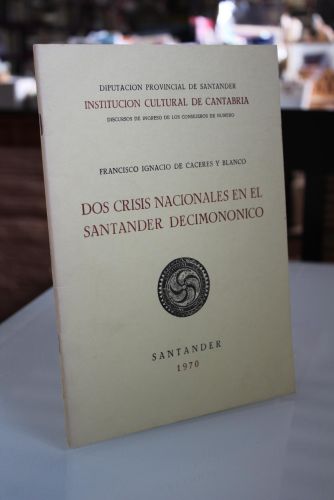 DIPUTACION PROVINCIAL DE SANTANDER
INSTITUCION CULTURAL DE CANTABRIA
DISCURSOS DE INGRESO DE LOS CONSEJEROS DE NUMERO
FRANCISCO IGNACIO DE CACERES Y BLANCO
DOS CRISIS NACIONALES EN EL
SANTANDER DECIMONONICO
SANTANDER
1970